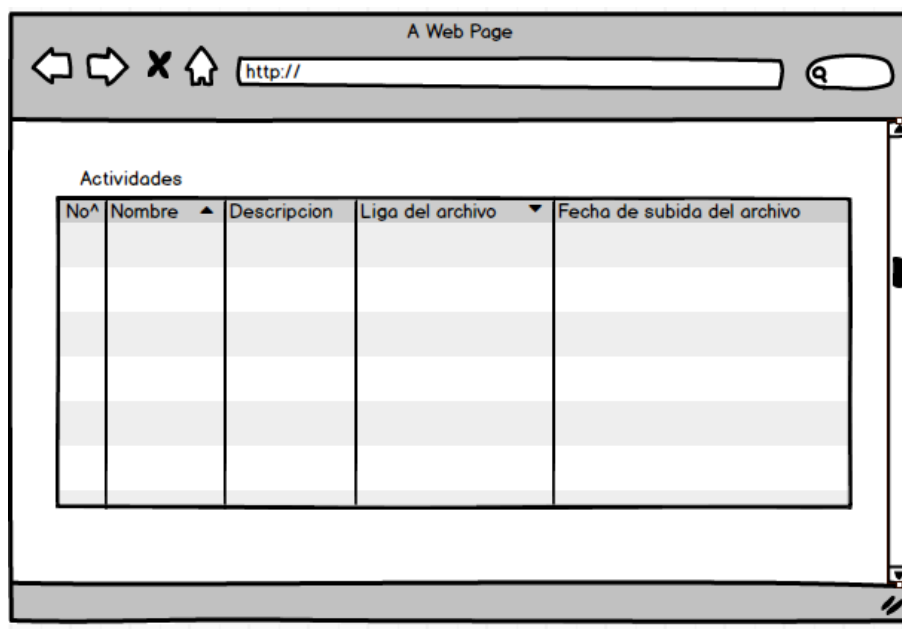 A Web Page
http://
Actividades
No^ Nombre Descripcion Liga del archivo Fecha de subida del archivo